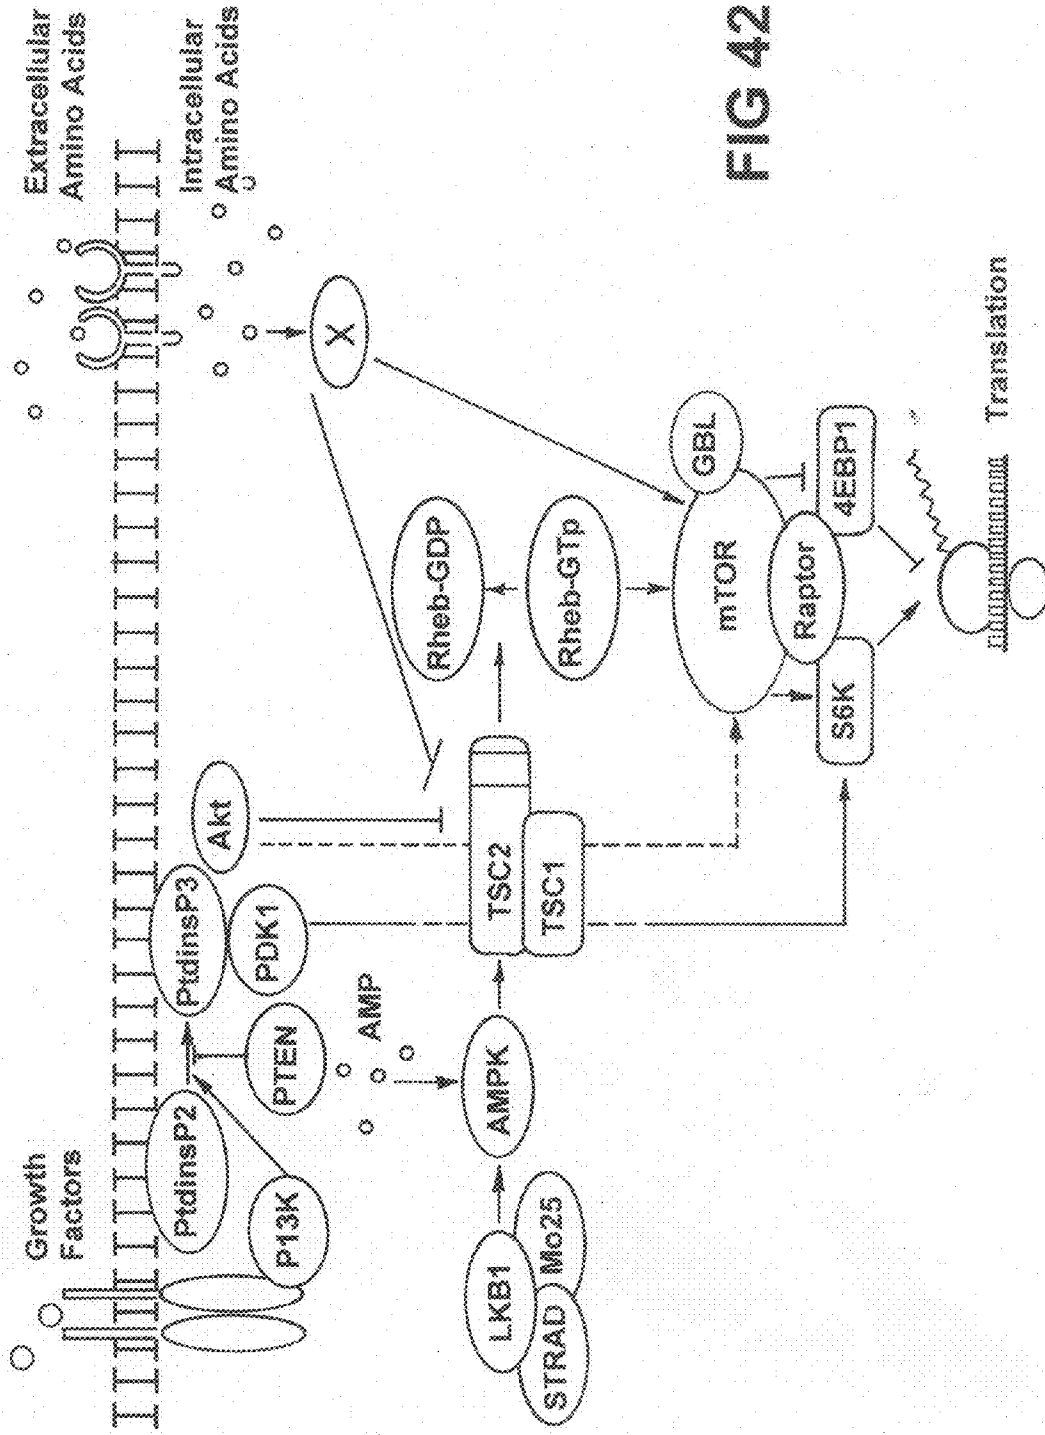 Growth
Factors
Extracellular
Amino Acids
Intracellular
Amino Acids
PtdinsP2
PtdinsP3
Akt
P13K
PTEN
PDK1
AMP
X
LKB1
STRAD
Mo25
AMPK
TSC2
TSC1
Rheb-GDP
Rheb-GTp
mTOR
GBL
Raptor
S6K
4EBP1
Translation
FIG 42